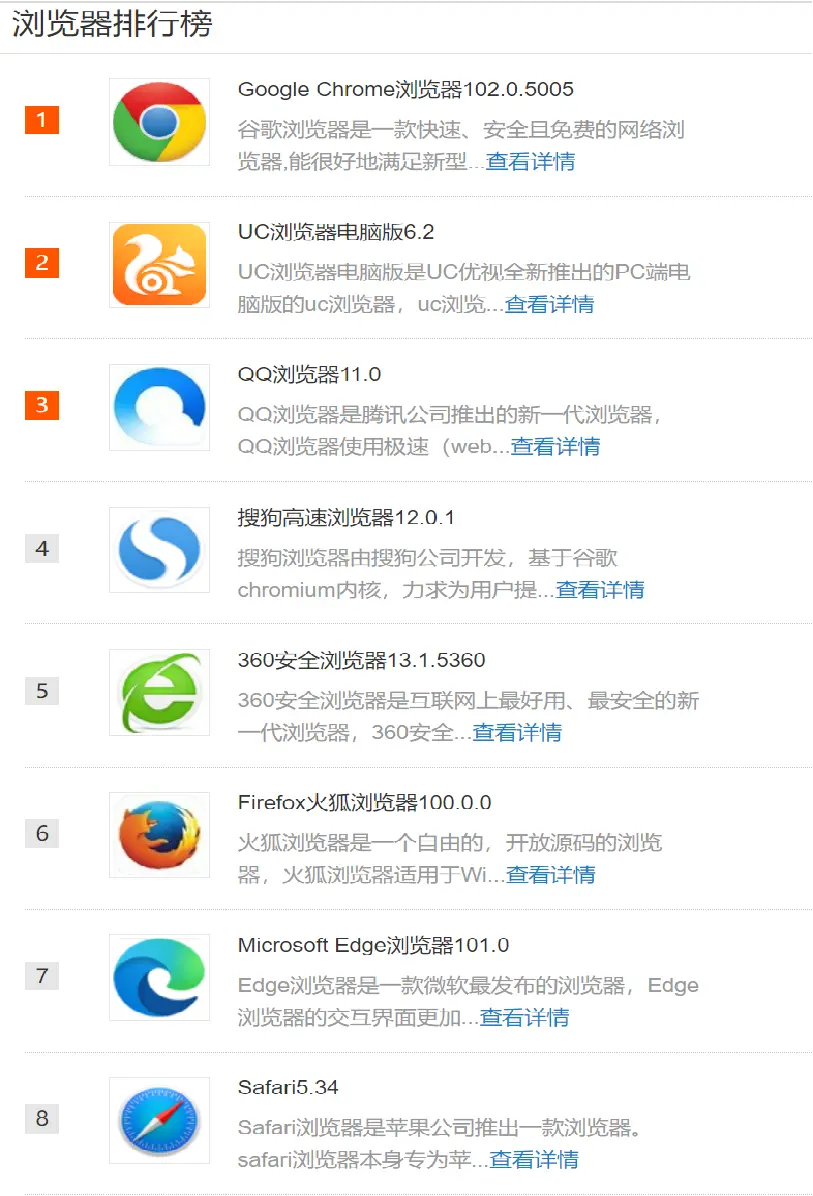 浏览器排行榜
1
Google Chrome浏览器102.0.5005
谷歌浏览器是一款快速、安全且免费的网络浏
览器,能很好地满足新型...查看详情
2
UC浏览器电脑版6.2
UC浏览器电脑版是UC优视全新推出的PC端电
脑版的uc浏览器，uc浏览...查看详情
3
QQ浏览器11.0
QQ浏览器是腾讯公司推出的新一代浏览器，
QQ浏览器使用极速（web...查看详情
4
搜狗高速浏览器12.0.1
搜狗浏览器由搜狗公司开发，基于谷歌
chromium内核，力求为用户提...查看详情
5
360安全浏览器13.1.5360
360安全浏览器是互联网上最好用、最安全的新
一代浏览器，360安全...查看详情
6
Firefox火狐浏览器100.0.0
火狐浏览器是一个自由的，开放源码的浏览
器，火狐浏览器适用于Wi...查看详情
7
Microsoft Edge浏览器101.0
Edge浏览器是一款微软最发布的浏览器，Edge
浏览器的交互界面更加...查看详情
8
Safari5.34
Safari浏览器是苹果公司推出一款浏览器。
safari浏览器本身专为苹...查看详情